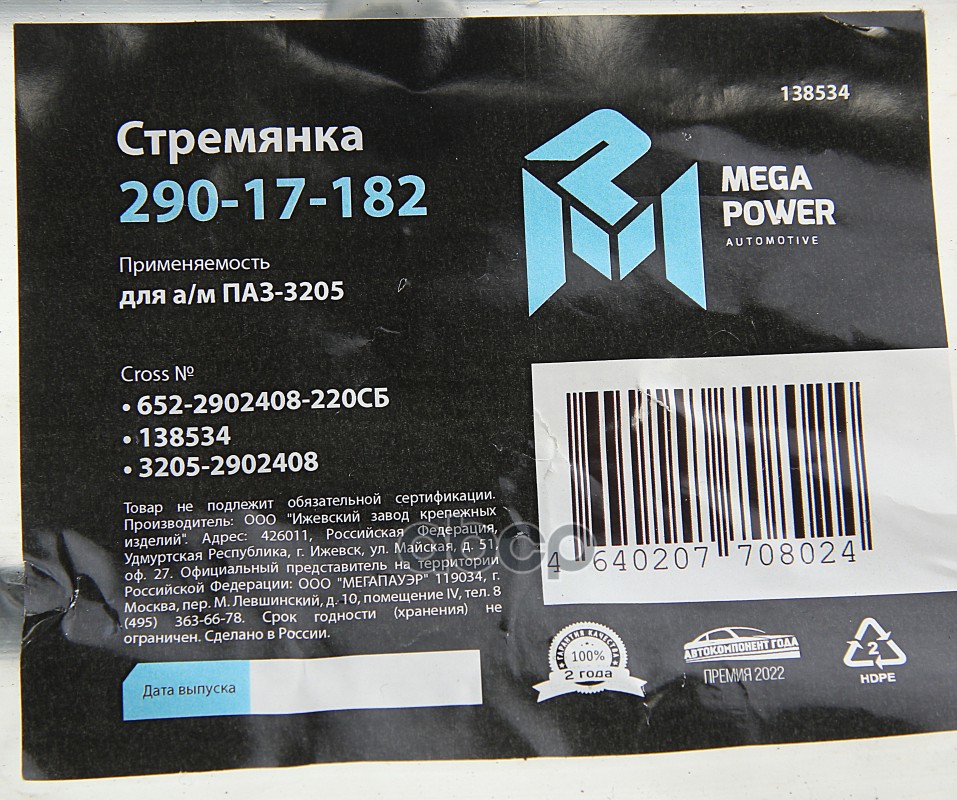 138534
Стремянка
290-17-182
MEGA
POWER
AUTOMOTIVE
Применяемость
для а/м ПАЗ-3205
Cross №
• 652-2902408-220СБ
• 138534
• 3205-2902408
Товар не подлежит обязательной сертификации.
Производитель: ООО "Ижевский завод крепежных
изделий". Адрес: 426011, Российская Федерация,
Удмуртская Республика, г. Ижевск, ул. Майская, д. 51,
оф. 27. Официальный представитель на территории
Российской Федерации: ООО "МЕГАПАУЭР" 119034, г.
Москва, пер. М. Левшинский, д. 10, помещение IV, тел. 8
(495) 363-66-78. Срок годности (хранения) не
ограничен. Сделано в России.
4 640207 708024
Дата выпуска
ГАРАНТИЯ КАЧЕСТВА
100%
2 года
АВТОКОМПОНЕНТ ГОДА
ПРЕМИЯ 2022
2
HDPE